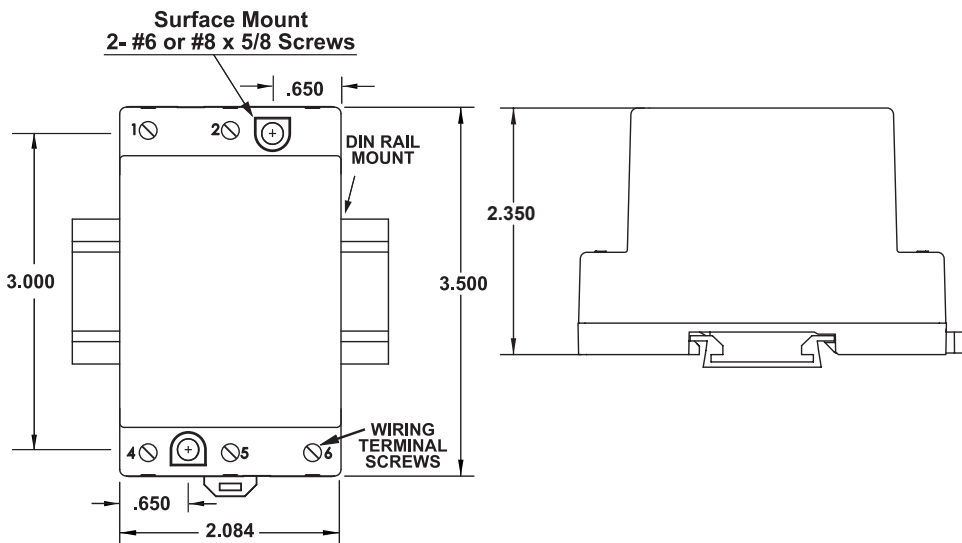 Surface Mount
2- #6 or #8 x 5/8 Screws
.650
1
2
DIN RAIL
MOUNT
3.000
3.500
2.350
4
5
6
WIRING
TERMINAL
SCREWS
.650
2.084